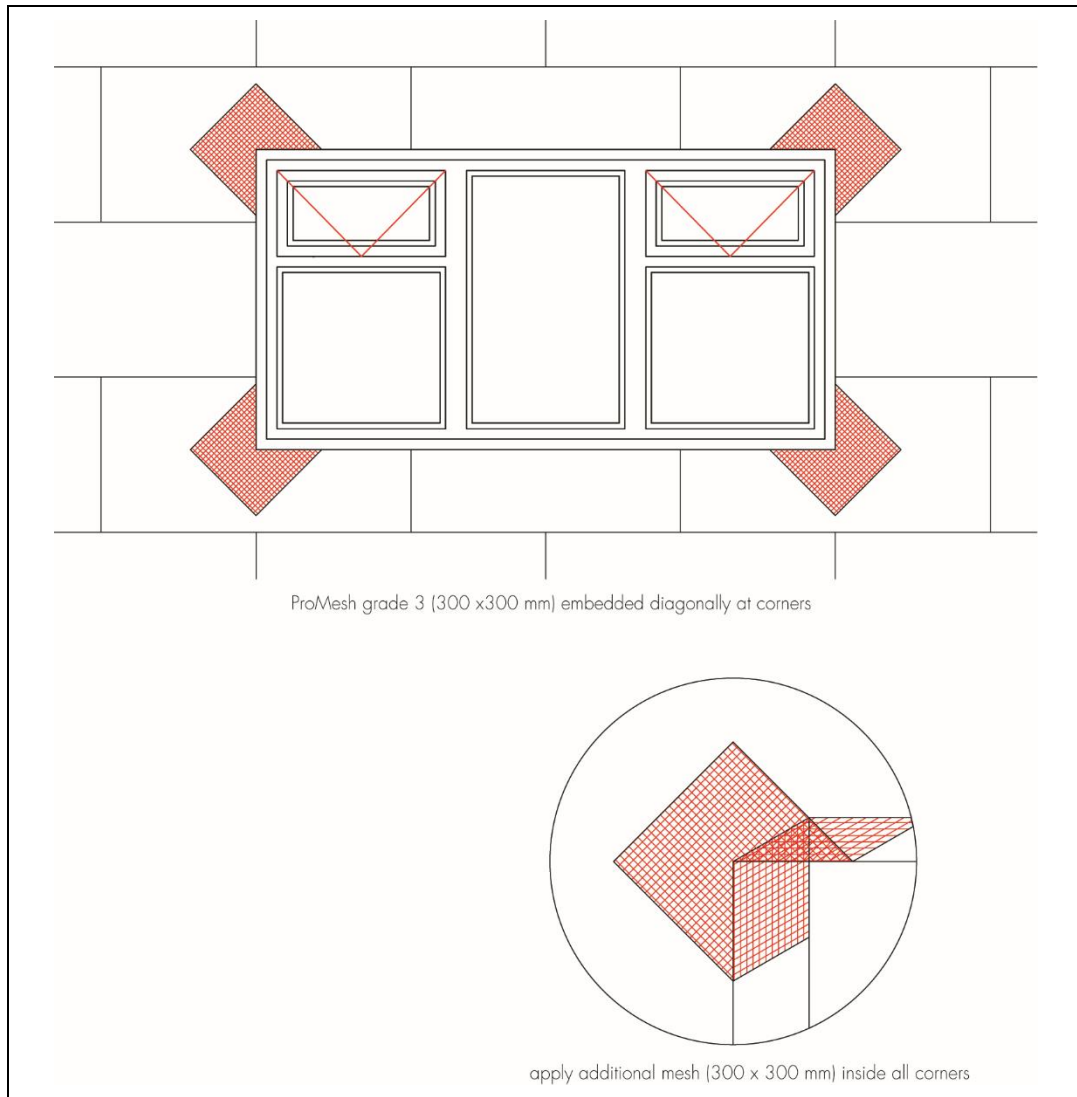 ProMesh grade 3 (300 x300 mm) embedded diagonally at corners
apply additional mesh (300 x 300 mm) inside all corners